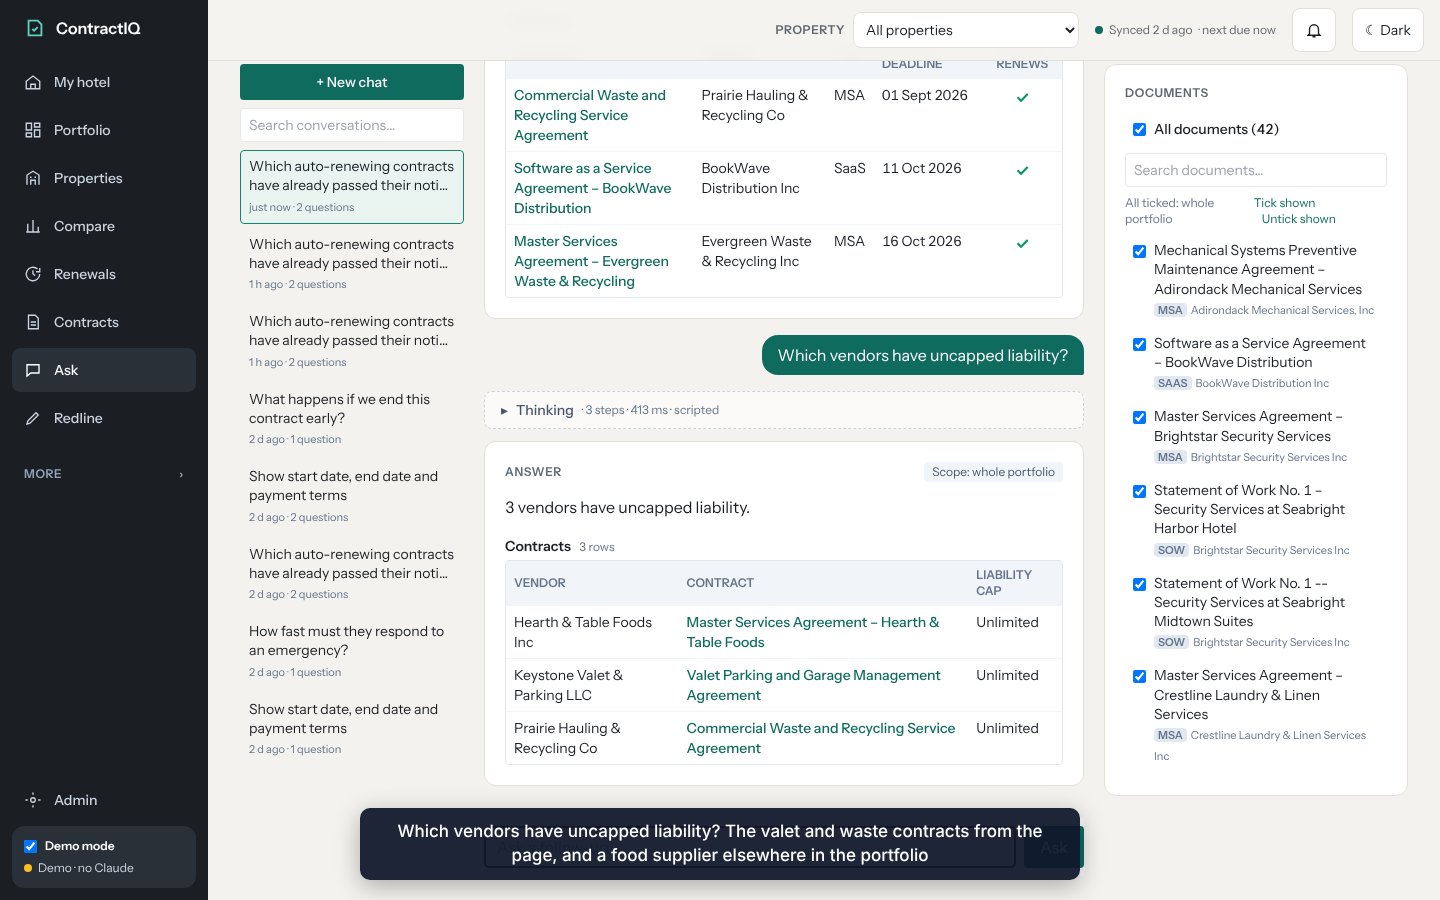 ContractIQ
My hotel
Portfolio
Properties
Compare
Renewals
Contracts
Ask
Redline
MORE
Admin
Demo mode
Demo · no Claude
PROPERTY
All properties
Synced 2 d ago · next due now
Dark
+ New chat
Search conversations...
Which auto-renewing contracts
have already passed their noti...
just now · 2 questions
Which auto-renewing contracts
have already passed their noti...
1 h ago · 2 questions
Which auto-renewing contracts
have already passed their noti...
1 h ago · 2 questions
What happens if we end this
contract early?
2 d ago · 1 question
Show start date, end date and
payment terms
2 d ago · 2 questions
Which auto-renewing contracts
have already passed their noti...
2 d ago · 2 questions
How fast must they respond to
an emergency?
2 d ago · 1 question
Show start date, end date and
payment terms
2 d ago · 1 question
DEADLINE RENEWS
Commercial Waste and
Recycling Service
Agreement
Prairie Hauling &
Recycling Co
MSA
01 Sept 2026
Software as a Service
Agreement – BookWave
Distribution
BookWave
Distribution Inc
SaaS
11 Oct 2026
Master Services
Agreement – Evergreen
Waste & Recycling
Evergreen Waste
& Recycling Inc
MSA
16 Oct 2026
Which vendors have uncapped liability?
Thinking · 3 steps · 413 ms · scripted
ANSWER
Scope: whole portfolio
3 vendors have uncapped liability.
Contracts 3 rows
VENDOR
CONTRACT
LIABILITY
CAP
Hearth & Table Foods
Inc
Master Services Agreement – Hearth &
Table Foods
Unlimited
Keystone Valet &
Parking LLC
Valet Parking and Garage Management
Agreement
Unlimited
Prairie Hauling &
Recycling Co
Commercial Waste and Recycling Service
Agreement
Unlimited
Ask
Which vendors have uncapped liability? The valet and waste contracts from the
page, and a food supplier elsewhere in the portfolio
DOCUMENTS
All documents (42)
Search documents...
All ticked: whole
portfolio
Tick shown
Untick shown
Mechanical Systems Preventive
Maintenance Agreement –
Adirondack Mechanical Services
MSA Adirondack Mechanical Services, Inc
Software as a Service Agreement
– BookWave Distribution
SAAS BookWave Distribution Inc
Master Services Agreement –
Brightstar Security Services
MSA Brightstar Security Services Inc
Statement of Work No. 1 –
Security Services at Seabright
Harbor Hotel
SOW Brightstar Security Services Inc
Statement of Work No. 1 --
Security Services at Seabright
Midtown Suites
SOW Brightstar Security Services Inc
Master Services Agreement –
Crestline Laundry & Linen
Services
MSA Crestline Laundry & Linen Services
Inc